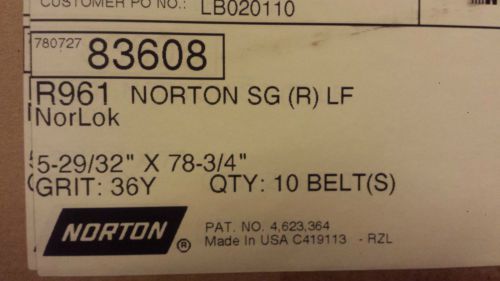 CUSTOMER PO NO.: LB020110
780727 83608
R961 NORTON SG (R) LF
NorLok
5-29/32" X 78-3/4"
GRIT: 36Y QTY: 10 BELT(S)
NORTON ®
PAT. NO. 4,623,364
Made in USA C419113 - RZL